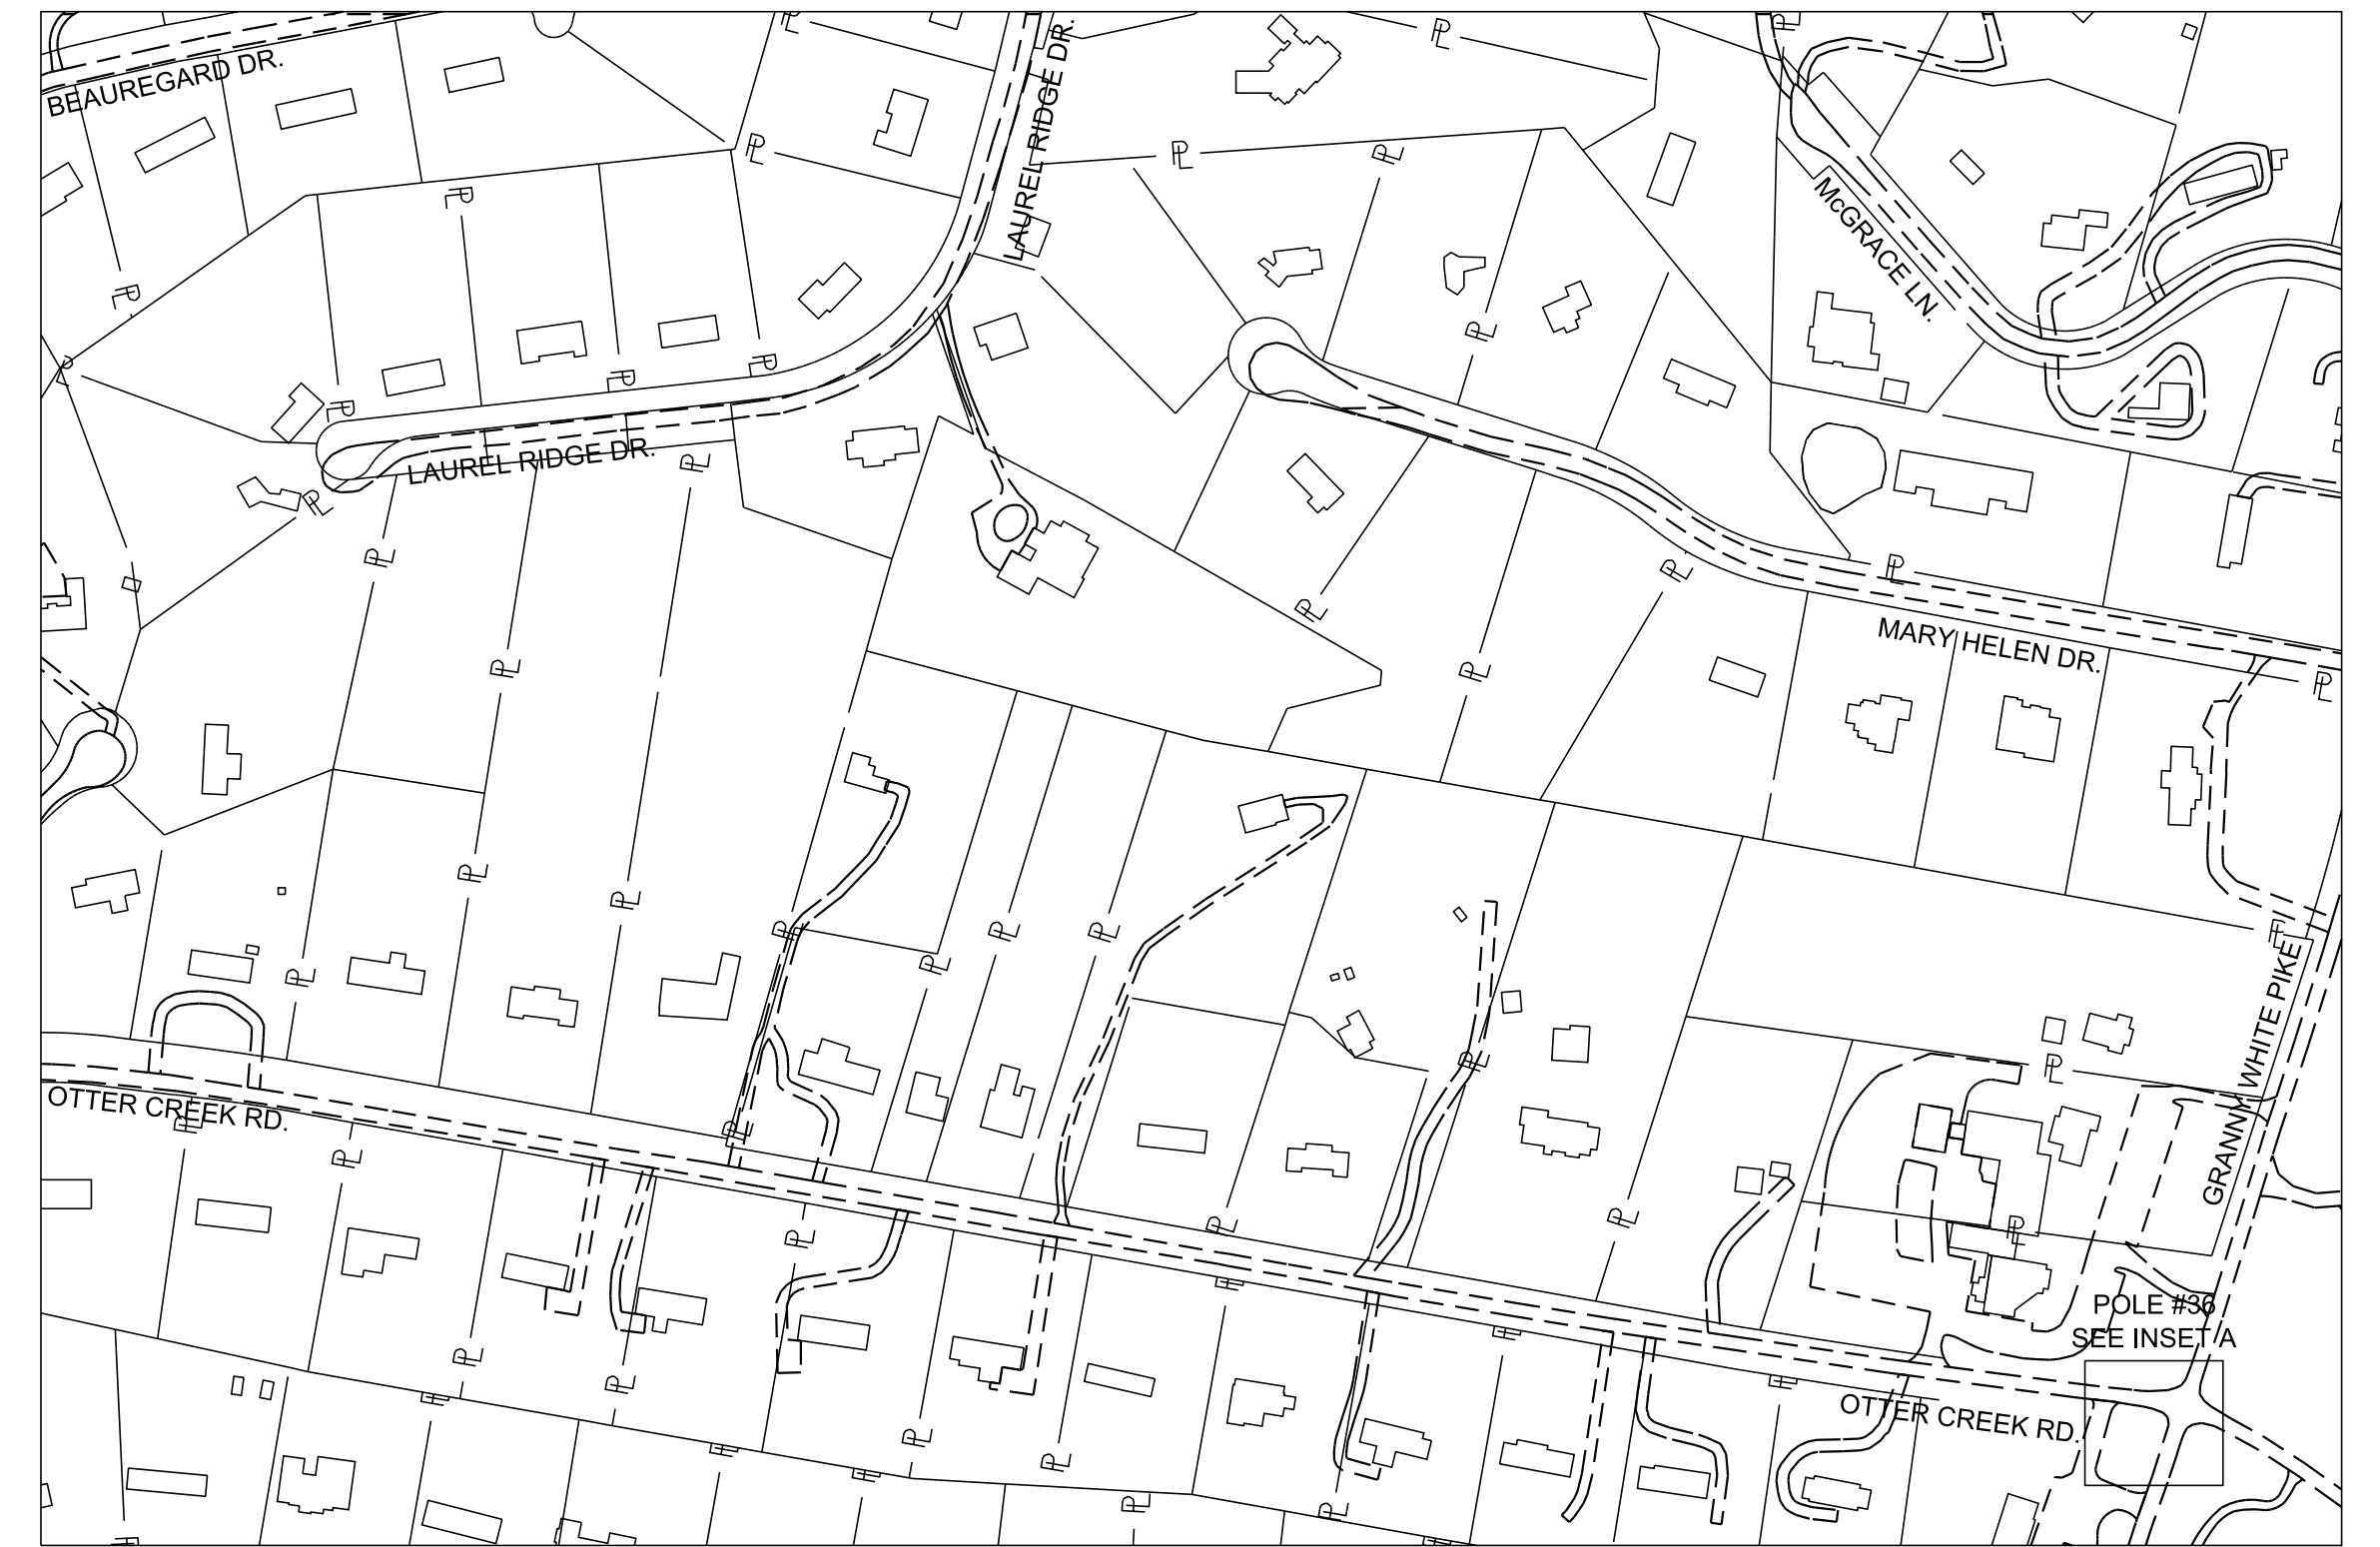 BEAUREGARD DR.
LAUREL RIDGE DR.
McGRACE LN.
LAUREL RIDGE DR.
MARY HELEN DR.
GRANNY WHITE PIKE
OTTER CREEK RD.
POLE #36
SEE INSET A
OTTER CREEK RD.